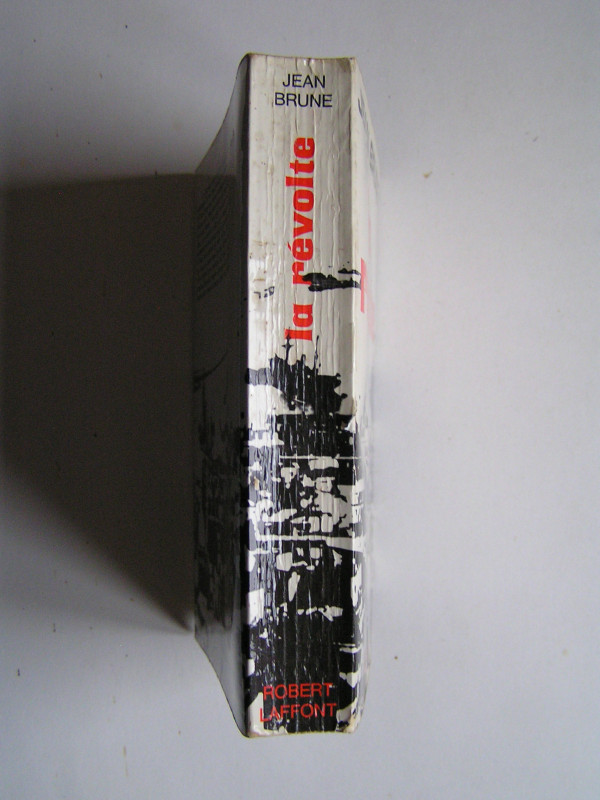 JEAN
BRUNE
la révolte
ROBERT
LAFFONT